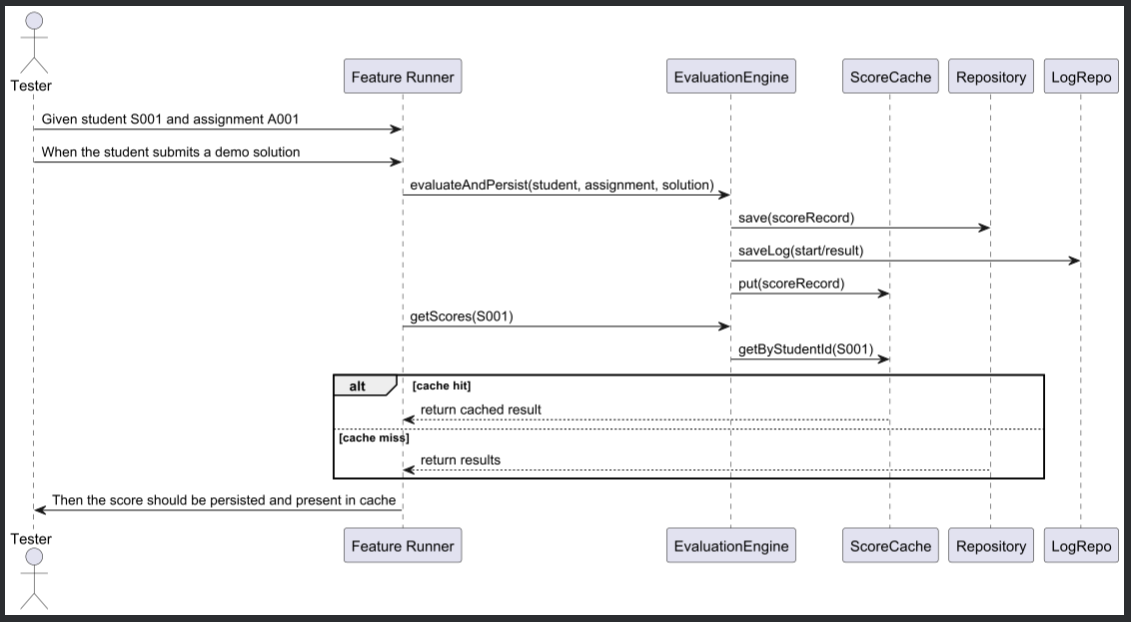 Tester
Feature Runner
EvaluationEngine
ScoreCache
Repository
LogRepo
Given student S001 and assignment A001
When the student submits a demo solution
evaluateAndPersist(student, assignment, solution)
save(scoreRecord)
saveLog(start/result)
put(scoreRecord)
getScores(S001)
getByStudentId(S001)
alt
[cache hit]
return cached result
[cache miss]
return results
Then the score should be persisted and present in cache
Tester
Feature Runner
EvaluationEngine
ScoreCache
Repository
LogRepo